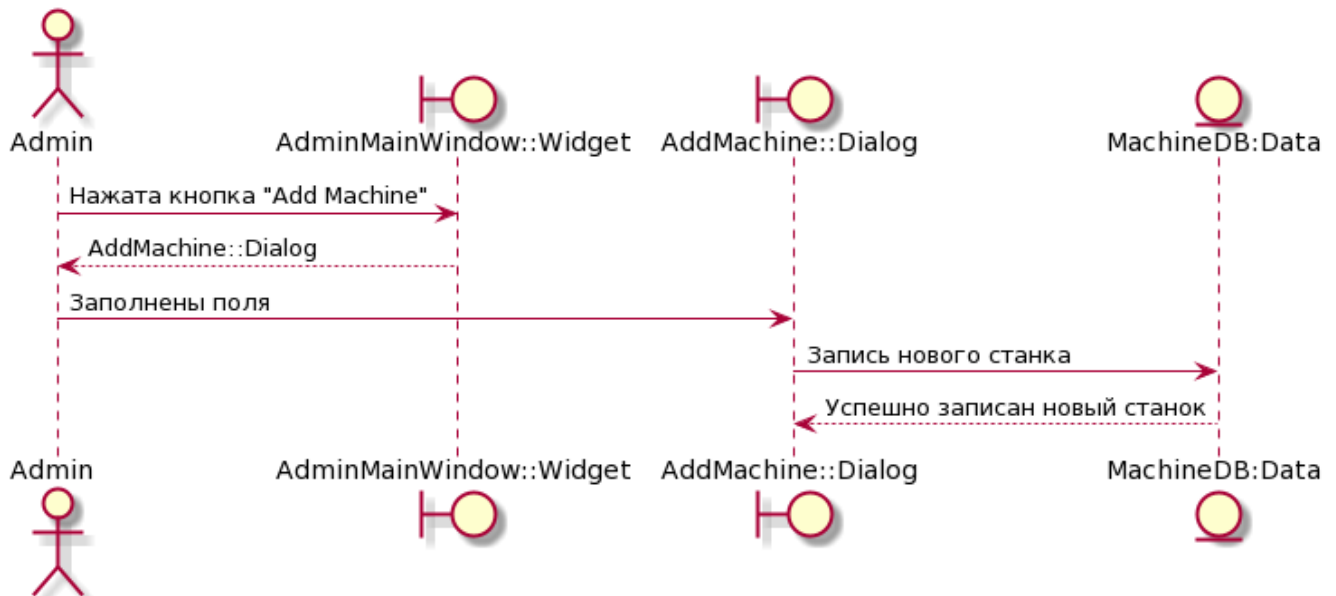 Admin
AdminMainWindow::Widget
AddMachine::Dialog
MachineDB:Data
Нажата кнопка "Add Machine"
AddMachine::Dialog
Заполнены поля
Запись нового станка
Успешно записан новый станок
Admin
AdminMainWindow::Widget
AddMachine::Dialog
MachineDB:Data